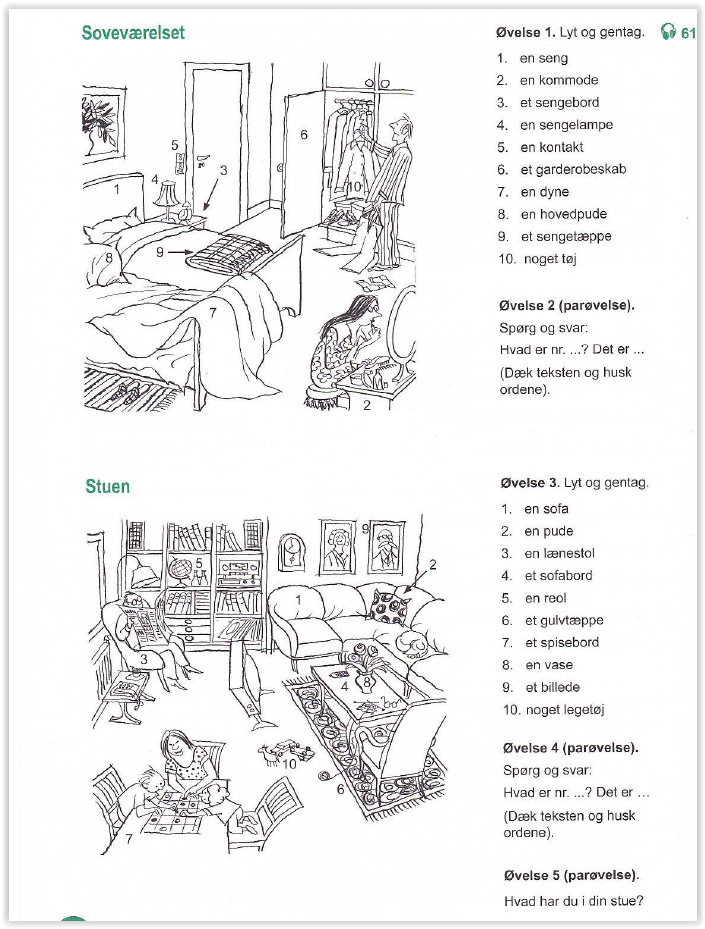 Soveværelset
Øvelse 1. Lyt og gentag. 61
1. en seng
2. en kommode
3. et sengebord
4. en sengelampe
5. en kontakt
6. et garderobeskab
7. en dyne
8. en hovedpude
9. et sengetæppe
10. noget tøj
Øvelse 2 (parøvelse).
Spørg og svar:
Hvad er nr. ...? Det er ...
(Dæk teksten og husk
ordene).
1
2
3
4
5
6
7
8
9
10
Stuen
Øvelse 3. Lyt og gentag.
1. en sofa
2. en pude
3. en lænestol
4. et sofabord
5. en reol
6. et gulvtæppe
7. et spisebord
8. en vase
9. et billede
10. noget legetøj
Øvelse 4 (parøvelse).
Spørg og svar:
Hvad er nr. ...? Det er ...
(Dæk teksten og husk
ordene).
Øvelse 5 (parøvelse).
Hvad har du i din stue?
1
2
3
4
5
6
7
8
9
10